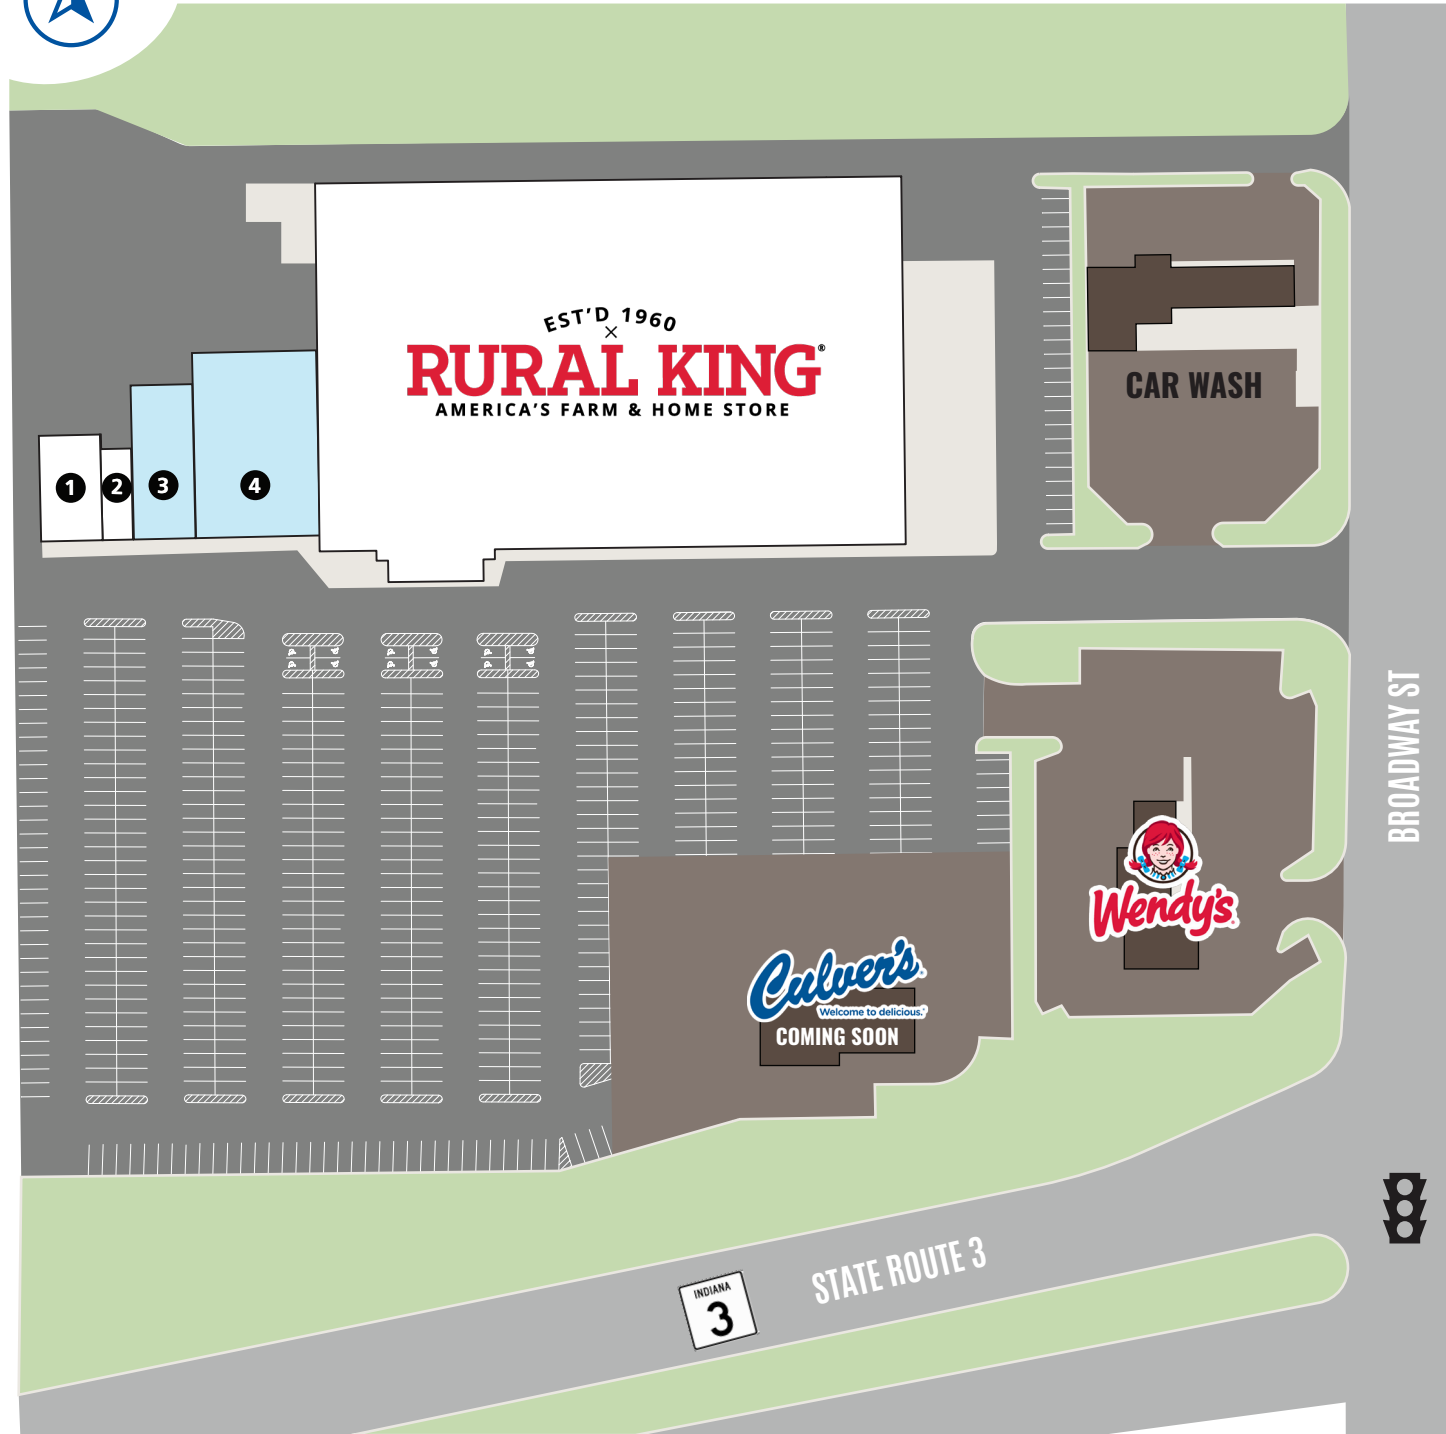 EST'D 1960
RURAL KING®
AMERICA'S FARM & HOME STORE
CAR WASH
1
2
3
4
BROADWAY ST
Wendy's
Culver's
Welcome to delicious.
COMING SOON
STATE ROUTE 3
INDIANA
3